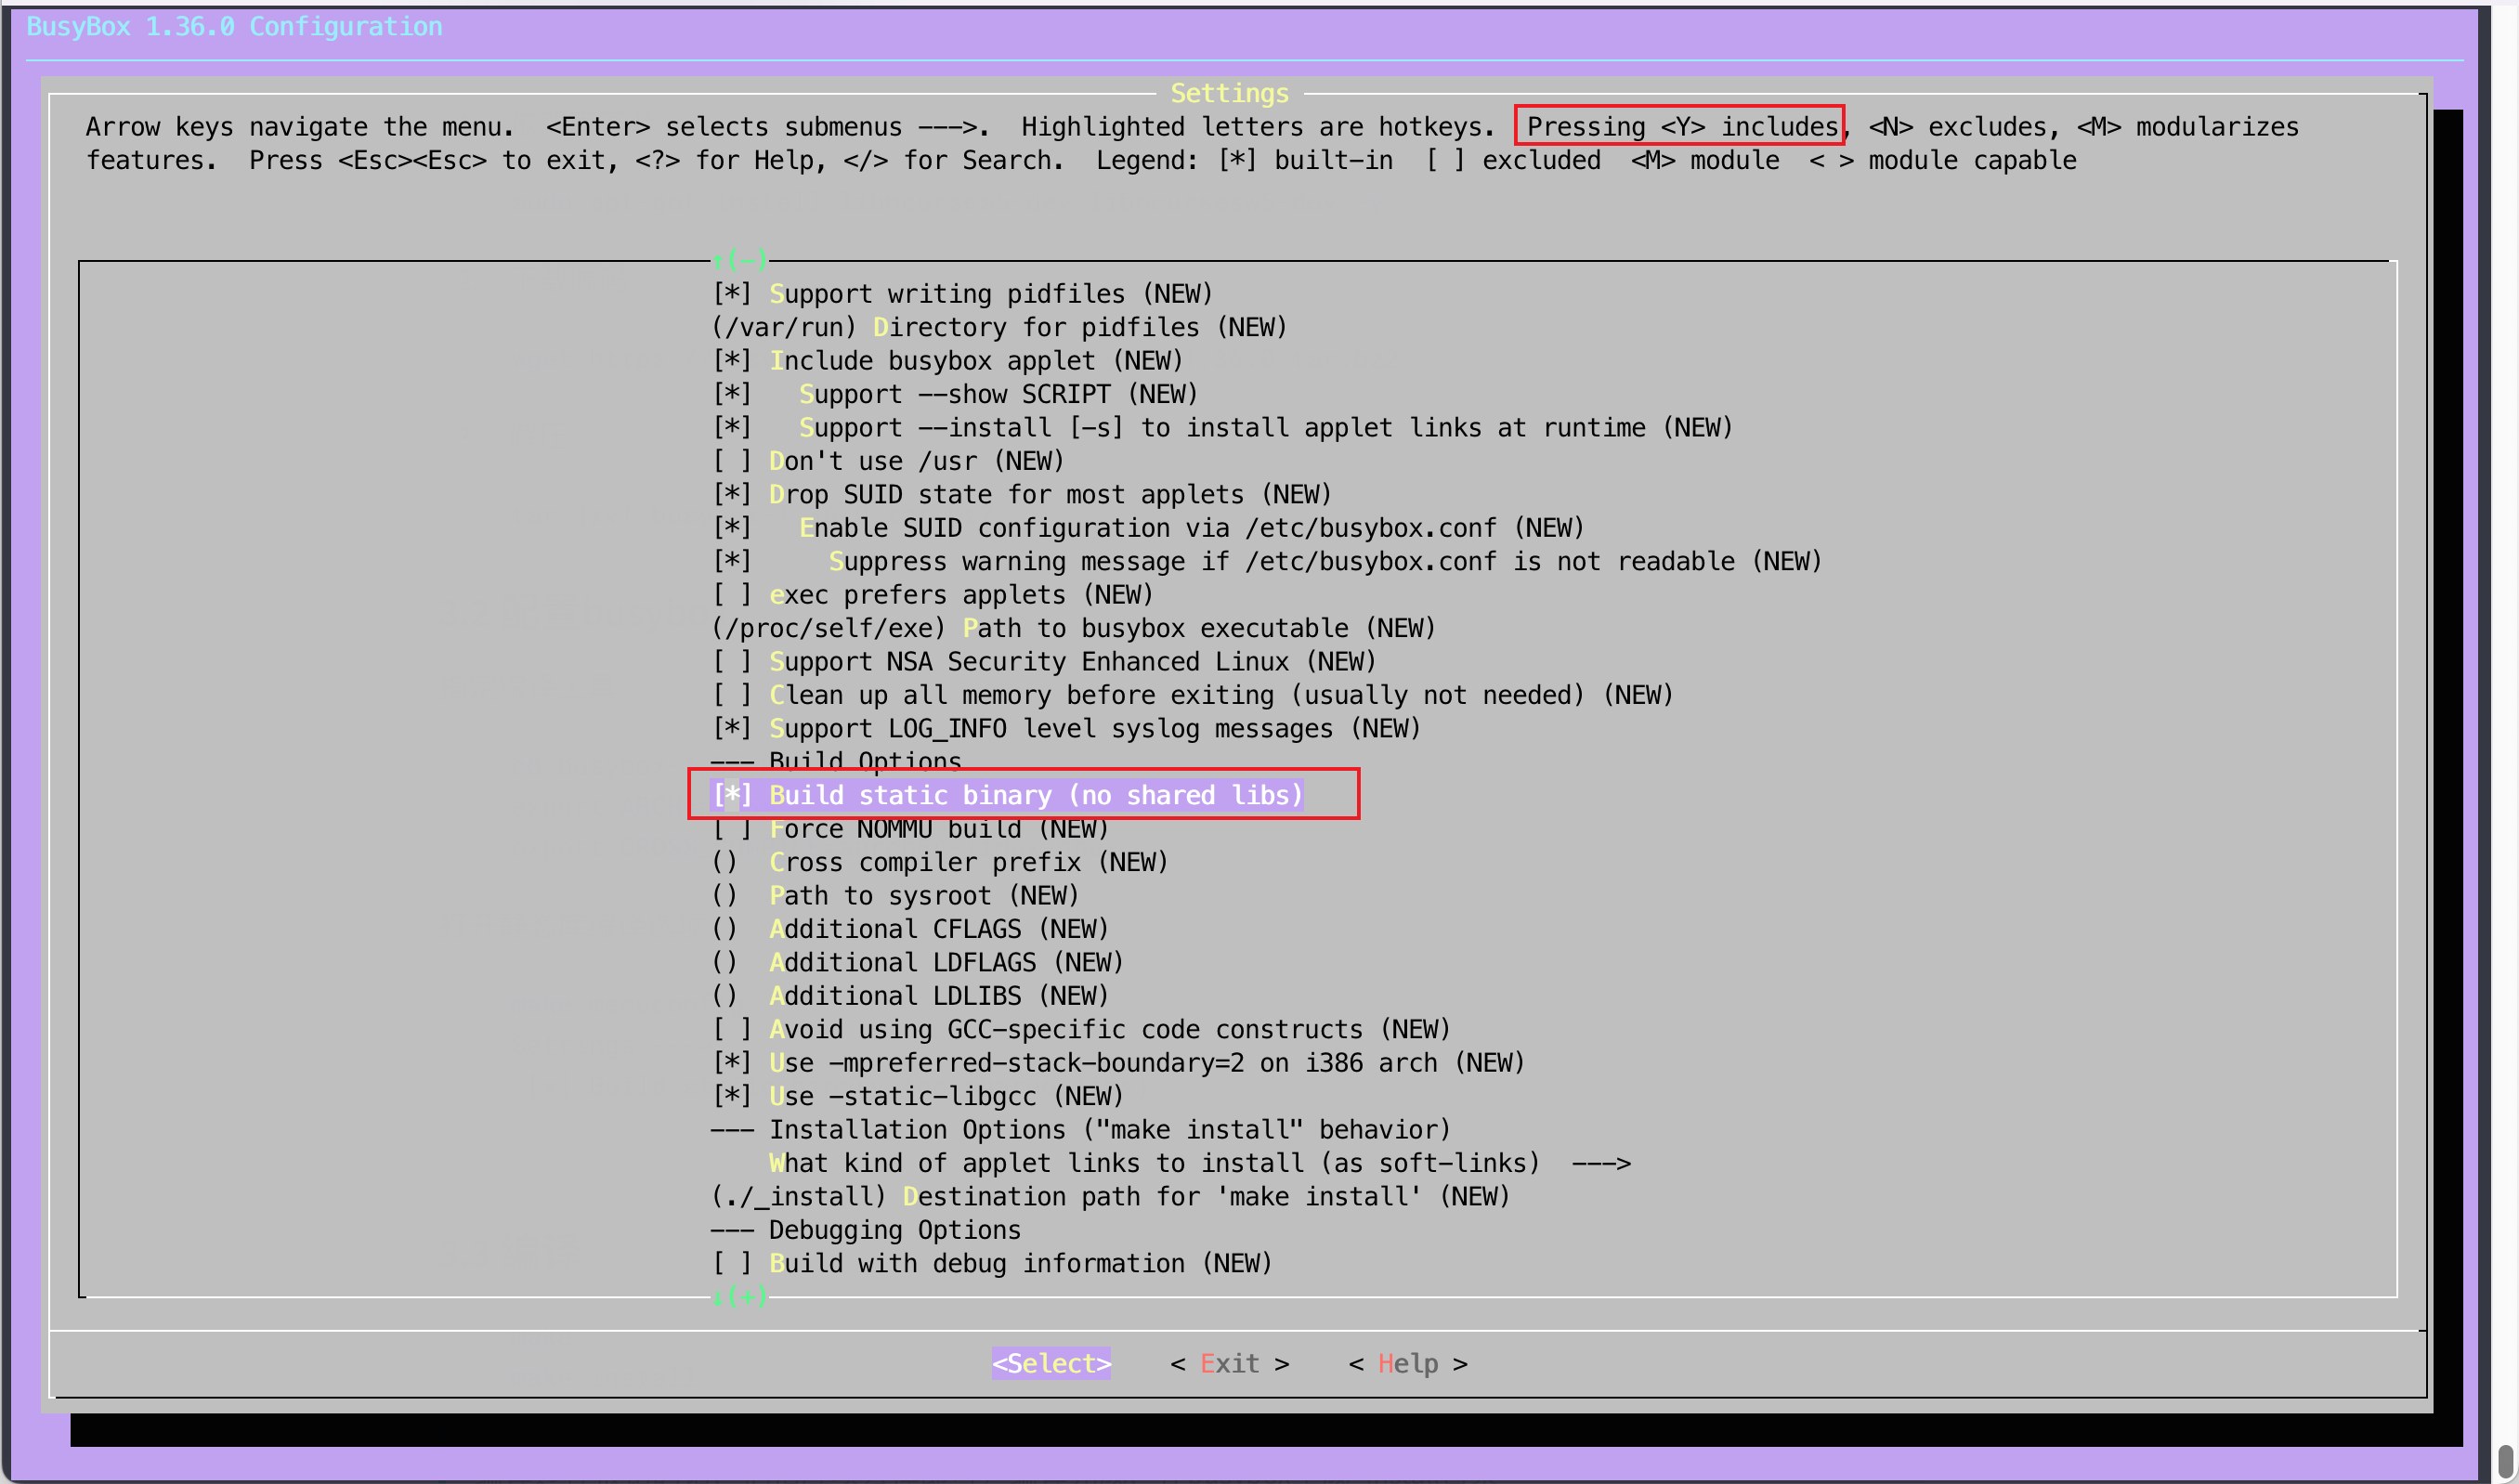 BusyBox 1.36.0 Configuration
Settings
Arrow keys navigate the menu.  <Enter> selects submenus --->.  Highlighted letters are hotkeys.  Pressing <Y> includes, <N> excludes, <M> modularizes
features.  Press <Esc><Esc> to exit, <?> for Help, </> for Search.  Legend: [*] built-in  [ ] excluded  <M> module  < > module capable
↑(-)
[*] Support writing pidfiles (NEW)
(/var/run) Directory for pidfiles (NEW)
[*] Include busybox applet (NEW)
[*]   Support --show SCRIPT (NEW)
[*]   Support --install [-s] to install applet links at runtime (NEW)
[ ] Don't use /usr (NEW)
[*] Drop SUID state for most applets (NEW)
[*]   Enable SUID configuration via /etc/busybox.conf (NEW)
[*]     Suppress warning message if /etc/busybox.conf is not readable (NEW)
[ ] exec prefers applets (NEW)
(/proc/self/exe) Path to busybox executable (NEW)
[ ] Support NSA Security Enhanced Linux (NEW)
[ ] Clean up all memory before exiting (usually not needed) (NEW)
[*] Support LOG_INFO level syslog messages (NEW)
--- Build Options
[*] Build static binary (no shared libs)
[ ] Force NOMMU build (NEW)
()  Cross compiler prefix (NEW)
()  Path to sysroot (NEW)
()  Additional CFLAGS (NEW)
()  Additional LDFLAGS (NEW)
()  Additional LDLIBS (NEW)
[ ] Avoid using GCC-specific code constructs (NEW)
[*] Use -mpreferred-stack-boundary=2 on i386 arch (NEW)
[*] Use -static-libgcc (NEW)
--- Installation Options ("make install" behavior)
What kind of applet links to install (as soft-links)  --->
(./_install) Destination path for 'make install' (NEW)
--- Debugging Options
[ ] Build with debug information (NEW)
↓(+)
<Select>    < Exit >    < Help >